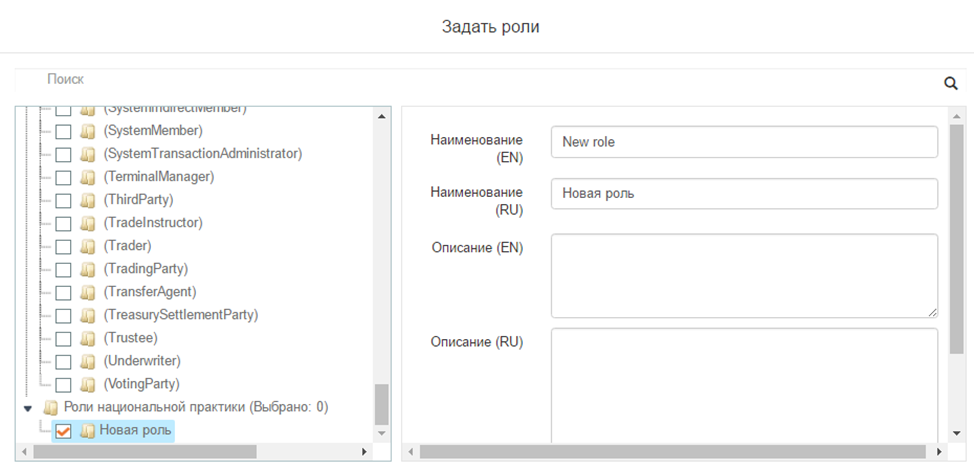 Задать роли
Поиск
(SystemIndirectMember)
(SystemMember)
(SystemTransactionAdministrator)
(TerminalManager)
(ThirdParty)
(TradeInstructor)
(Trader)
(TradingParty)
(TransferAgent)
(TreasurySettlementParty)
(Trustee)
(Underwriter)
(VotingParty)
Роли национальной практики (Выбрано: 0)
Новая роль
Наименование
(EN)
New role
Наименование
(RU)
Новая роль
Описание (EN)
Описание (RU)